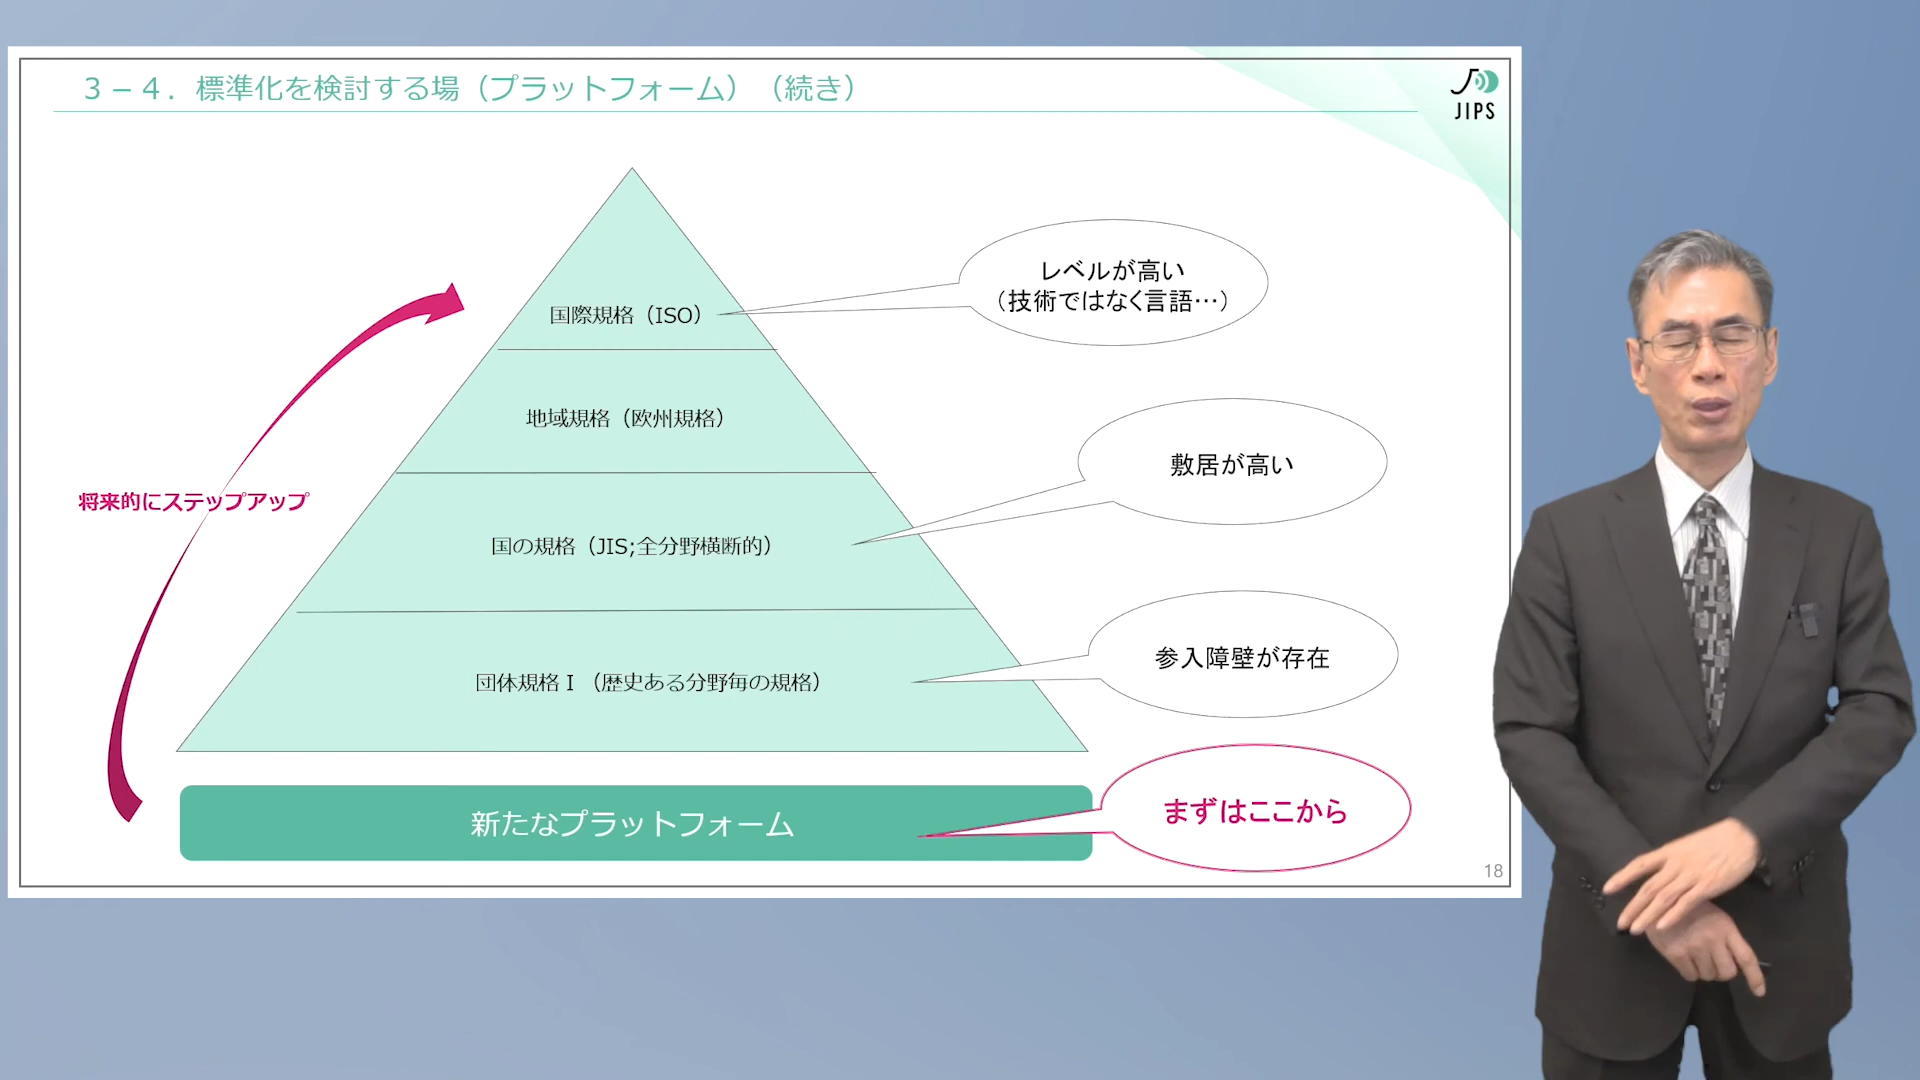 ３－４．標準化を検討する場（プラットフォーム）（続き）
JIPS
国際規格（ISO）
レベルが高い
（技術ではなく言語…）
地域規格（欧州規格）
敷居が高い
将来的にステップアップ
国の規格（JIS;全分野横断的）
参入障壁が存在
団体規格Ⅰ（歴史ある分野毎の規格）
まずはここから
新たなプラットフォーム
18